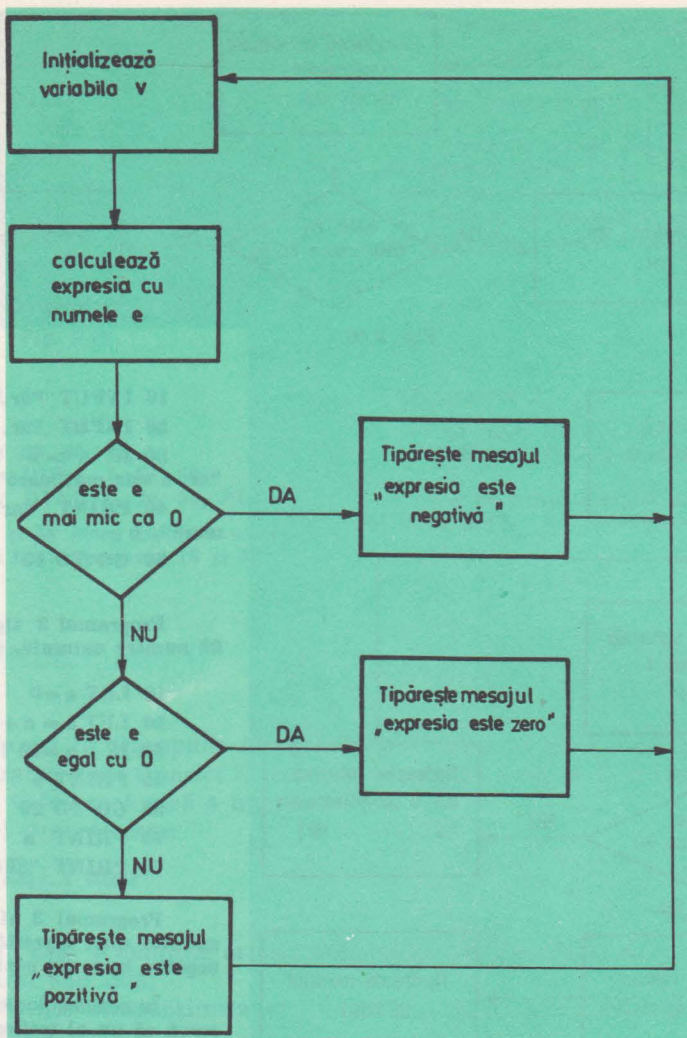 Inițializează
variabila v
calculează
expresia cu
numele e
este e
mai mic ca 0
DA
Tipărește mesajul
„expresia este
negativă"
NU
este e
egal cu 0
DA
Tipărește mesajul
„expresia este zero"
NU
Tipărește mesajul
„expresia este
pozitivă"